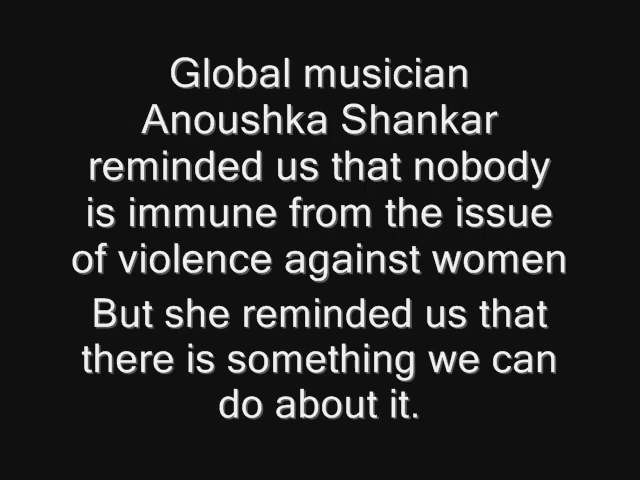 Global musician
Anoushka Shankar
reminded us that nobody
is immune from the issue
of violence against women
But she reminded us that
there is something we can
do about it.